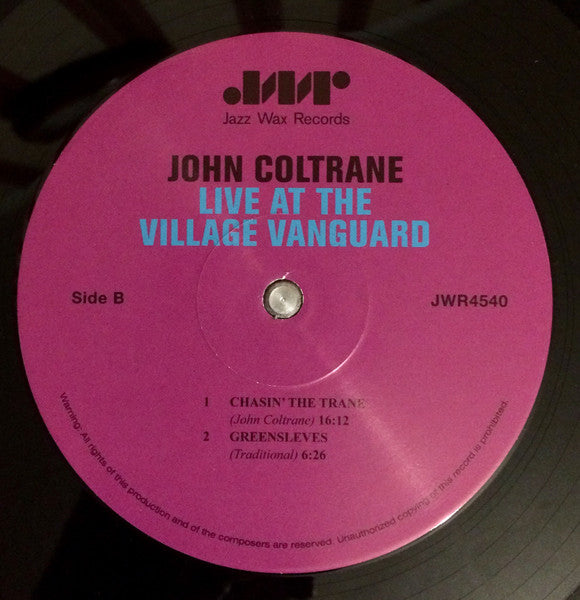 JWR
Jazz Wax Records
JOHN COLTRANE
LIVE AT THE
VILLAGE VANGUARD
Side B
JWR4540
1 CHASIN' THE TRANE
(John Coltrane) 16:12
2 GREENSLEVES
(Traditional) 6:26
Warning: All rights of this production and of the composers are reserved. Unauthorized copying of this record is prohibited.